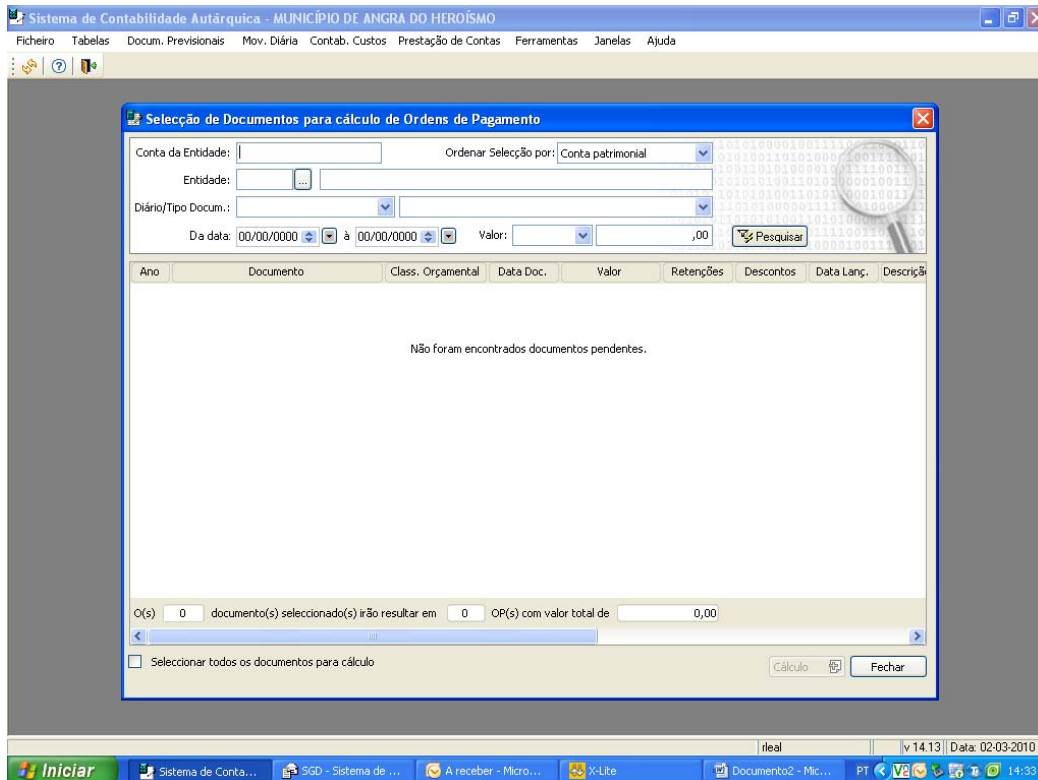 Sistema de Contabilidade Autárquica - MUNICÍPIO DE ANGRA DO HEROÍSMO
Ficheiro Tabelas Docum. Previsionais Mov. Diária Contab. Custos Prestação de Contas Ferramentas Janelas Ajuda
Selecção de Documentos para cálculo de Ordens de Pagamento
Conta da Entidade: Ordenar Selecção por: Conta patrimonial
Entidade: ...
Diário/Tipo Docum.:
Da data: 00/00/0000 à 00/00/0000 Valor: ,00 Pesquisar
Ano Documento Class. Orçamental Data Doc. Valor Retenções Descontos Data Lanç. Descriçã
Não foram encontrados documentos pendentes.
O(s) 0 documento(s) seleccionado(s) irão resultar em 0 OP(s) com valor total de 0,00
Seleccionar todos os documentos para cálculo
Cálculo Fechar
rleal v 14.13 Data: 02-03-2010
Iniciar Sistema de Conta... SGD - Sistema de ... A receber - Micro... X-Lite Documento2 - Mic... PT 14:33